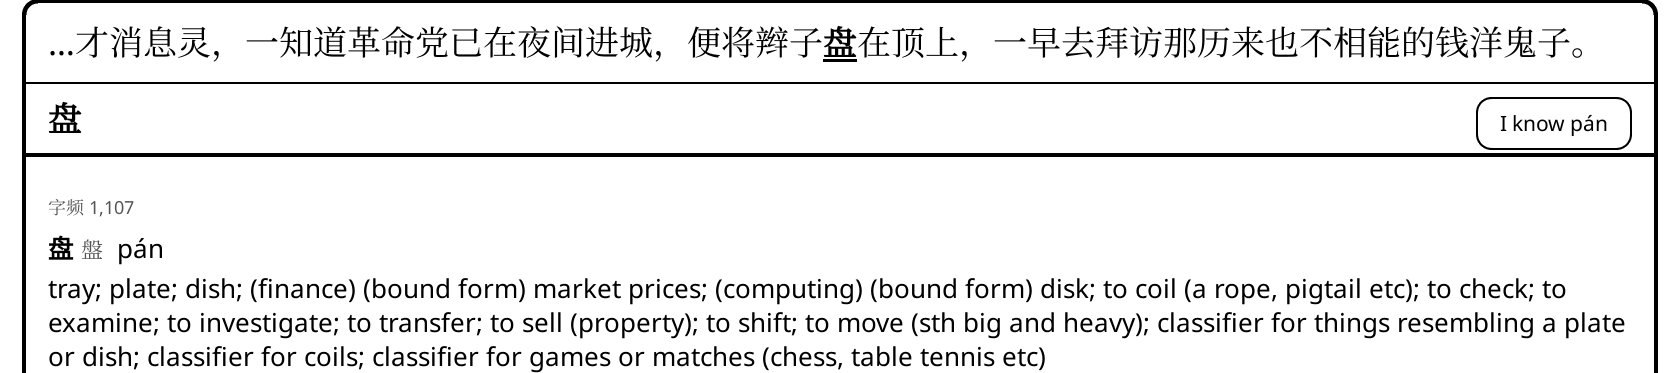 ...才消息灵，一知道革命党已在夜间进城，便将辫子盘在顶上，一早去拜访那历来也不相能的钱洋鬼子。
盘
I know pán
字频 1,107
盘 盤 pán
tray; plate; dish; (finance) (bound form) market prices; (computing) (bound form) disk; to coil (a rope, pigtail etc); to check; to
examine; to investigate; to transfer; to sell (property); to shift; to move (sth big and heavy); classifier for things resembling a plate
or dish; classifier for coils; classifier for games or matches (chess, table tennis etc)